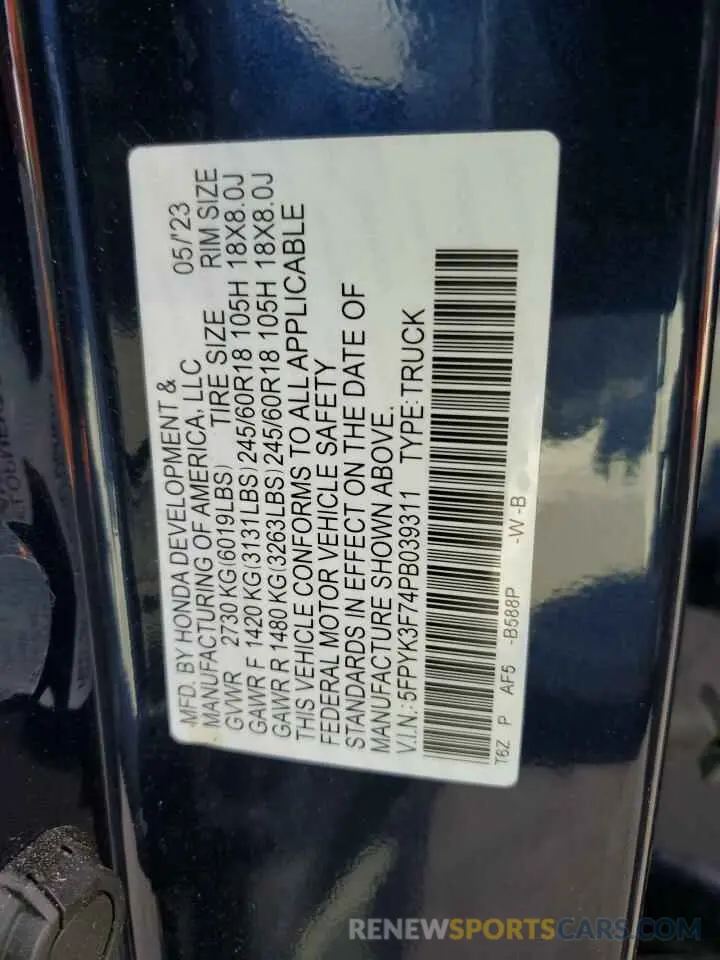 MFD. BY HONDA DEVELOPMENT & 05/'23
MANUFACTURING OF AMERICA, LLC
GVWR 2730 KG(6019LBS) TIRE SIZE RIM SIZE
GAWR F 1420 KG(3131LBS)245/60R18 105H 18X8.0J
GAWR R 1480 KG(3263LBS)245/60R18 105H 18X8.0J
THIS VEHICLE CONFORMS TO ALL APPLICABLE
FEDERAL MOTOR VEHICLE SAFETY
STANDARDS IN EFFECT ON THE DATE OF
MANUFACTURE SHOWN ABOVE.
V.I.N.:5FPYK3F74PB039311 TYPE:TRUCK
T6Z P AF5 -B588P -W-B
RENEWSPORTSCARS.COM